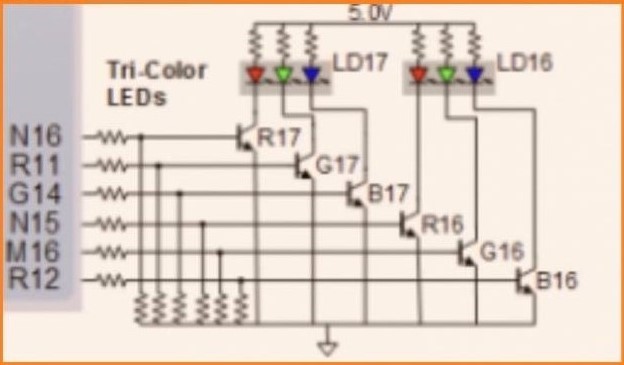 5.0V
Tri-Color
LEDs
LD17
LD16
N16
R17
R11
G17
G14
B17
N15
R16
M16
G16
R12
B16